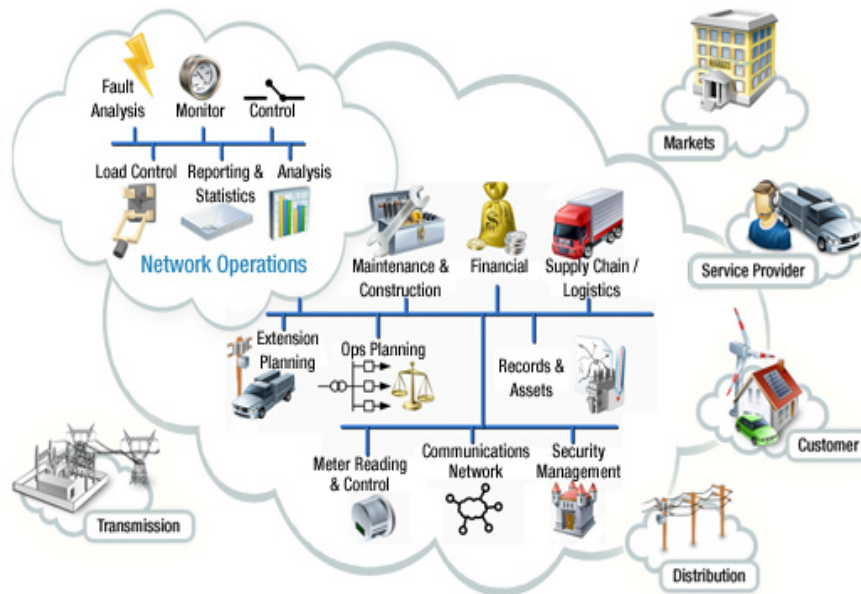 Fault
Analysis
Monitor
Control
Load Control
Reporting &
Statistics
Analysis
Network Operations
Maintenance &
Construction
Financial
Supply Chain /
Logistics
Extension
Planning
Ops Planning
Records &
Assets
Meter Reading
& Control
Communications
Network
Security
Management
MARKET
Markets
Service Provider
Customer
Distribution
Transmission
$